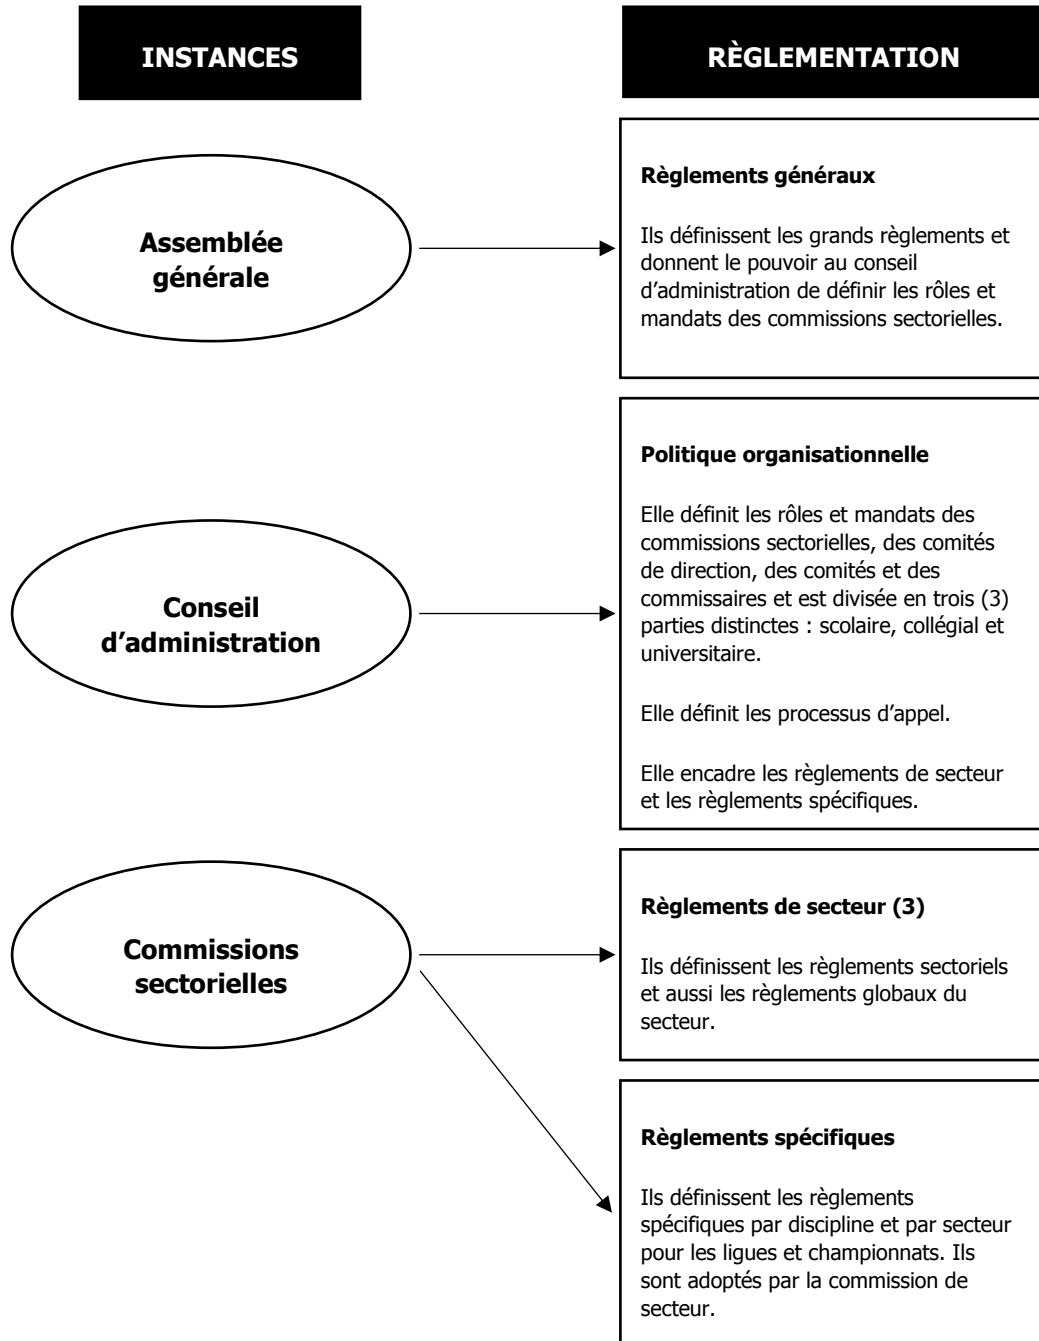 INSTANCES
RÈGLEMENTATION
Assemblée
générale
Règlements généraux
Ils définissent les grands règlements et
donnent le pouvoir au conseil
d’administration de définir les rôles et
mandats des commissions sectorielles.
Conseil
d’administration
Politique organisationnelle
Elle définit les rôles et mandats des
commissions sectorielles, des comités
de direction, des comités et des
commissaires et est divisée en trois (3)
parties distinctes : scolaire, collégial et
universitaire.
Elle définit les processus d’appel.
Elle encadre les règlements de secteur
et les règlements spécifiques.
Commissions
sectorielles
Règlements de secteur (3)
Ils définissent les règlements sectoriels
et aussi les règlements globaux du
secteur.
Règlements spécifiques
Ils définissent les règlements
spécifiques par discipline et par secteur
pour les ligues et championnats. Ils
sont adoptés par la commission de
secteur.